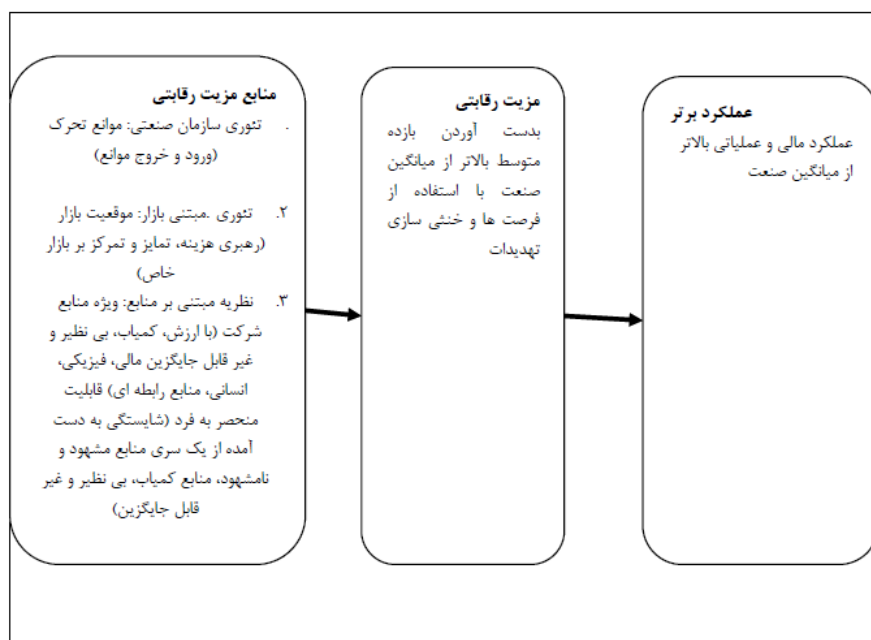 منابع مزیت رقابتی
. تئوری سازمان صنعتی: موانع تحرک
(ورود و خروج موانع)
۲. تئوری .مبتنی بازار: موقعیت بازار
(رهبری هزینه، تمایز و تمرکز بر بازار
خاص)
۳. نظریه مبتنی بر منابع: ویژه منابع
شرکت (با ارزش، کمیاب، بی نظیر و
غیر قابل جایگزین مالی، فیزیکی،
انسانی، منابع رابطه ای) قابلیت
منحصر به فرد (شایستگی به دست
آمده از یک سری منابع مشهود و
نامشهود، منابع کمیاب، بی نظیر و غیر
قابل جایگزین)
مزیت رقابتی
بدست آوردن بازده
متوسط بالاتر از میانگین
صنعت با استفاده از
فرصت ها و خنثی سازی
تهدیدات
عملکرد برتر
عملکرد مالی و عملیاتی بالاتر
از میانگین صنعت